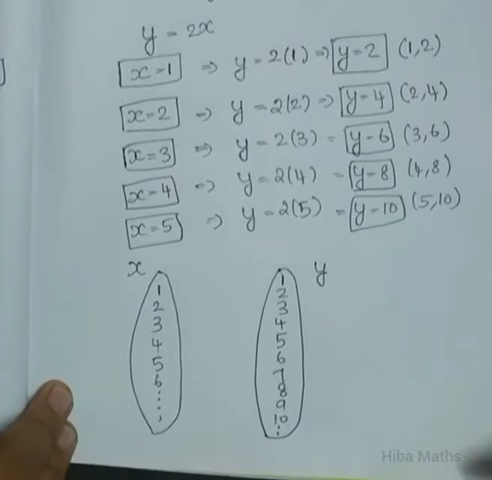 y = 2x
x=1 ⇒ y=2(1) ⇒ y=2 (1,2)
x=2 ⇒ y=2(2) ⇒ y=4 (2,4)
x=3 ⇒ y=2(3) = y=6 (3,6)
x=4 ⇒ y=2(4) = y=8 (4,8)
x=5 ⇒ y=2(5) = y=10 (5,10)
x y
1 1
2 2
3 3
4 4
5 5
6 6
7
8
9
10
Hiba Maths